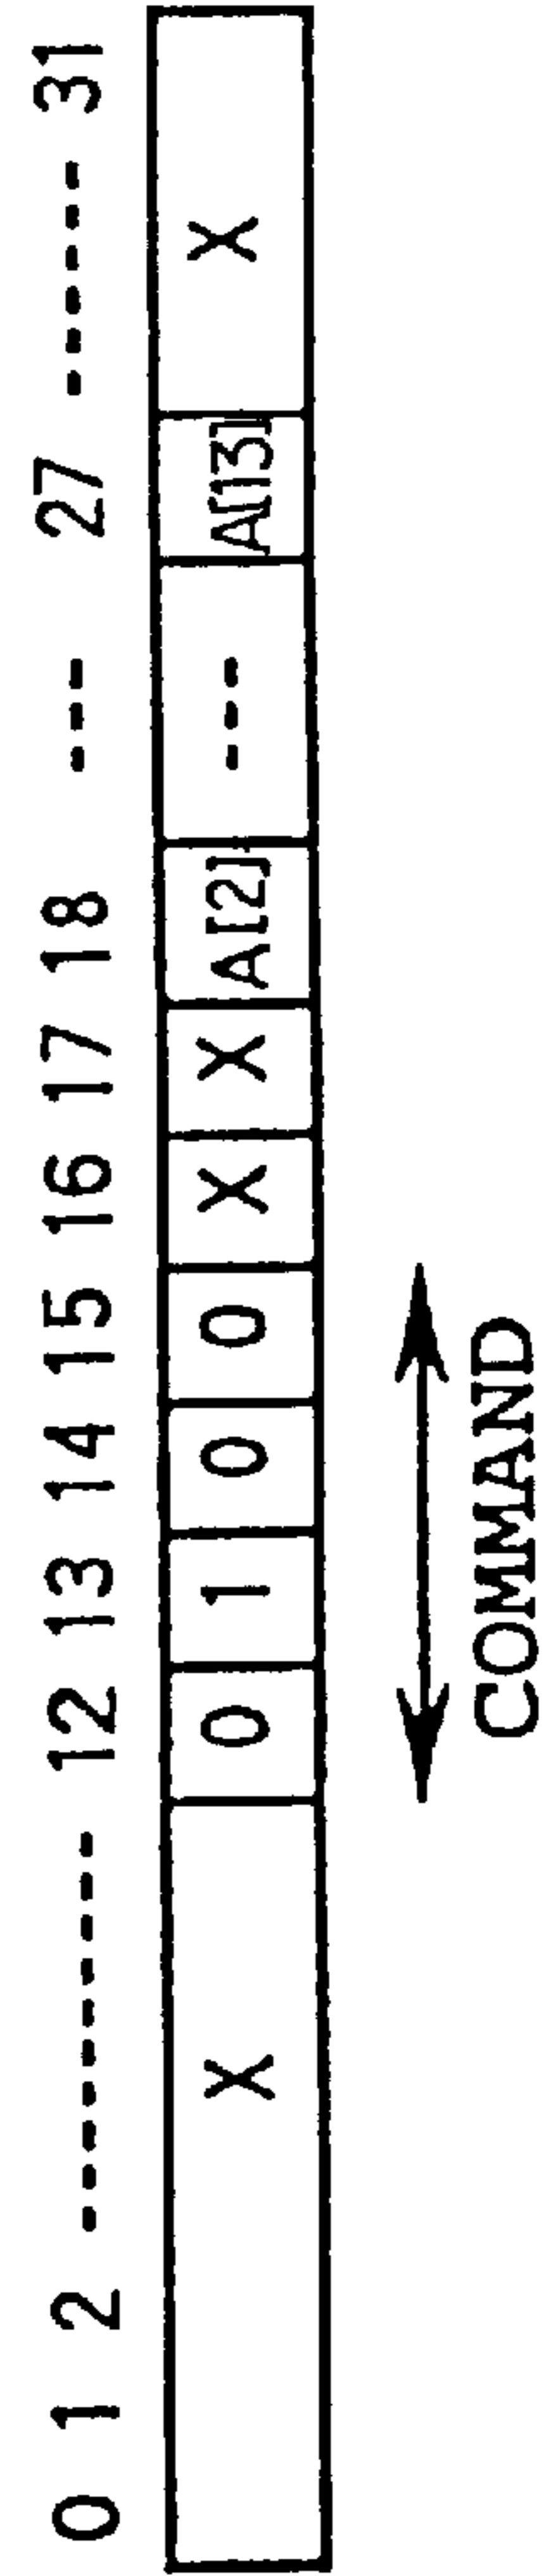 0 1 2 --------- 12 13 14 15 16 17 18 --- 27 ------ 31
X 0 1 0 0 X X A[2] --- A[13] X
COMMAND